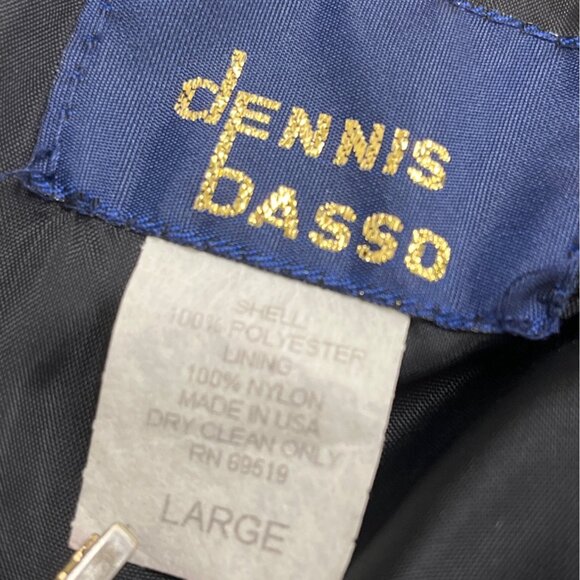 dENNIS
bASSO
SHELL:
100% POLYESTER
LINING
100% NYLON
MADE IN USA
DRY CLEAN ONLY
RN 69519
LARGE